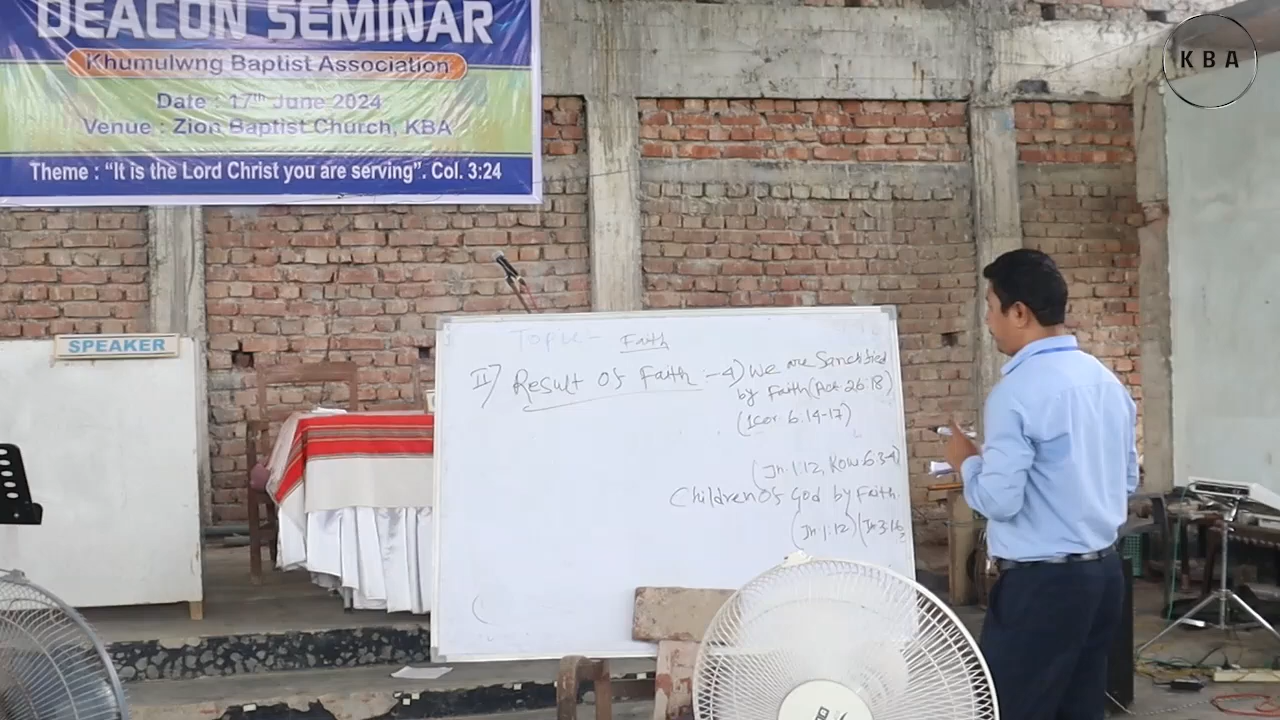 DEACON SEMINAR
Khumulwng Baptist Association
Date : 17th June 2024
Venue : Zion Baptist Church, KBA
Theme : "It is the Lord Christ you are serving". Col. 3:24
KBA
SPEAKER
Topic- Faith
II) Result Of Faith :- 4) We are Sanctified
by Faith (Act 26:18)
(1cor 6:14-17)
(Jn.1:12, 6:3-4)
Children Of God by Faith.
(Jn 1:12) (Jn 3:16